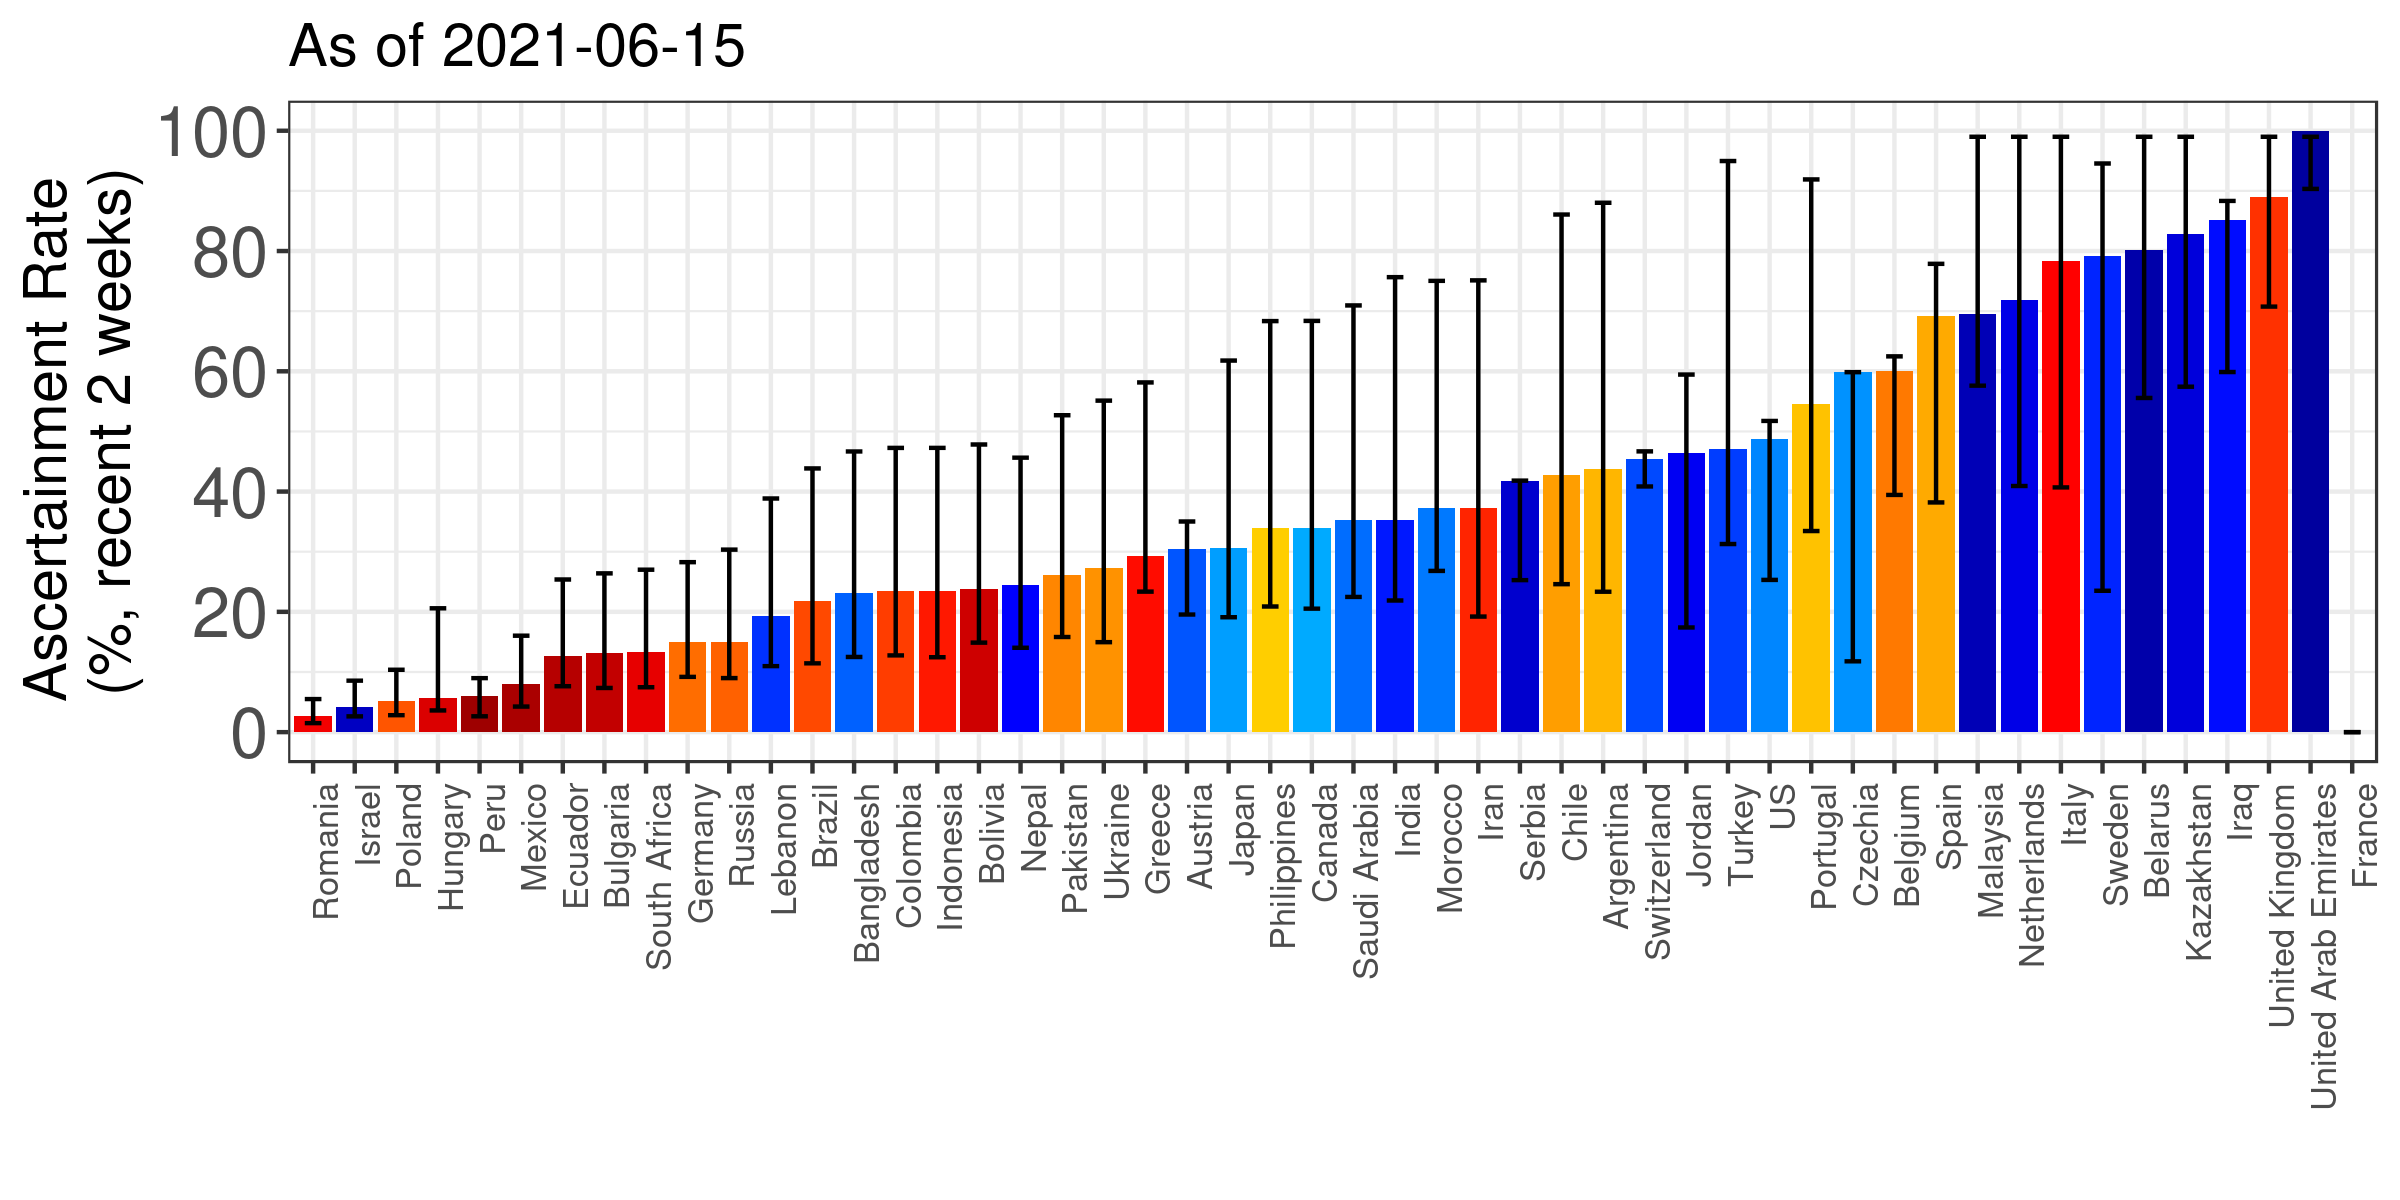 As of 2021-06-15
Ascertainment Rate
(%, recent 2 weeks)
100
80
60
40
20
0
Romania
Israel
Poland
Hungary
Peru
Mexico
Ecuador
Bulgaria
South Africa
Germany
Russia
Lebanon
Brazil
Bangladesh
Colombia
Indonesia
Bolivia
Nepal
Pakistan
Ukraine
Greece
Austria
Japan
Philippines
Canada
Saudi Arabia
India
Morocco
Iran
Serbia
Chile
Argentina
Switzerland
Jordan
Turkey
US
Portugal
Czechia
Belgium
Spain
Malaysia
Netherlands
Italy
Sweden
Belarus
Kazakhstan
Iraq
United Kingdom
United Arab Emirates
France